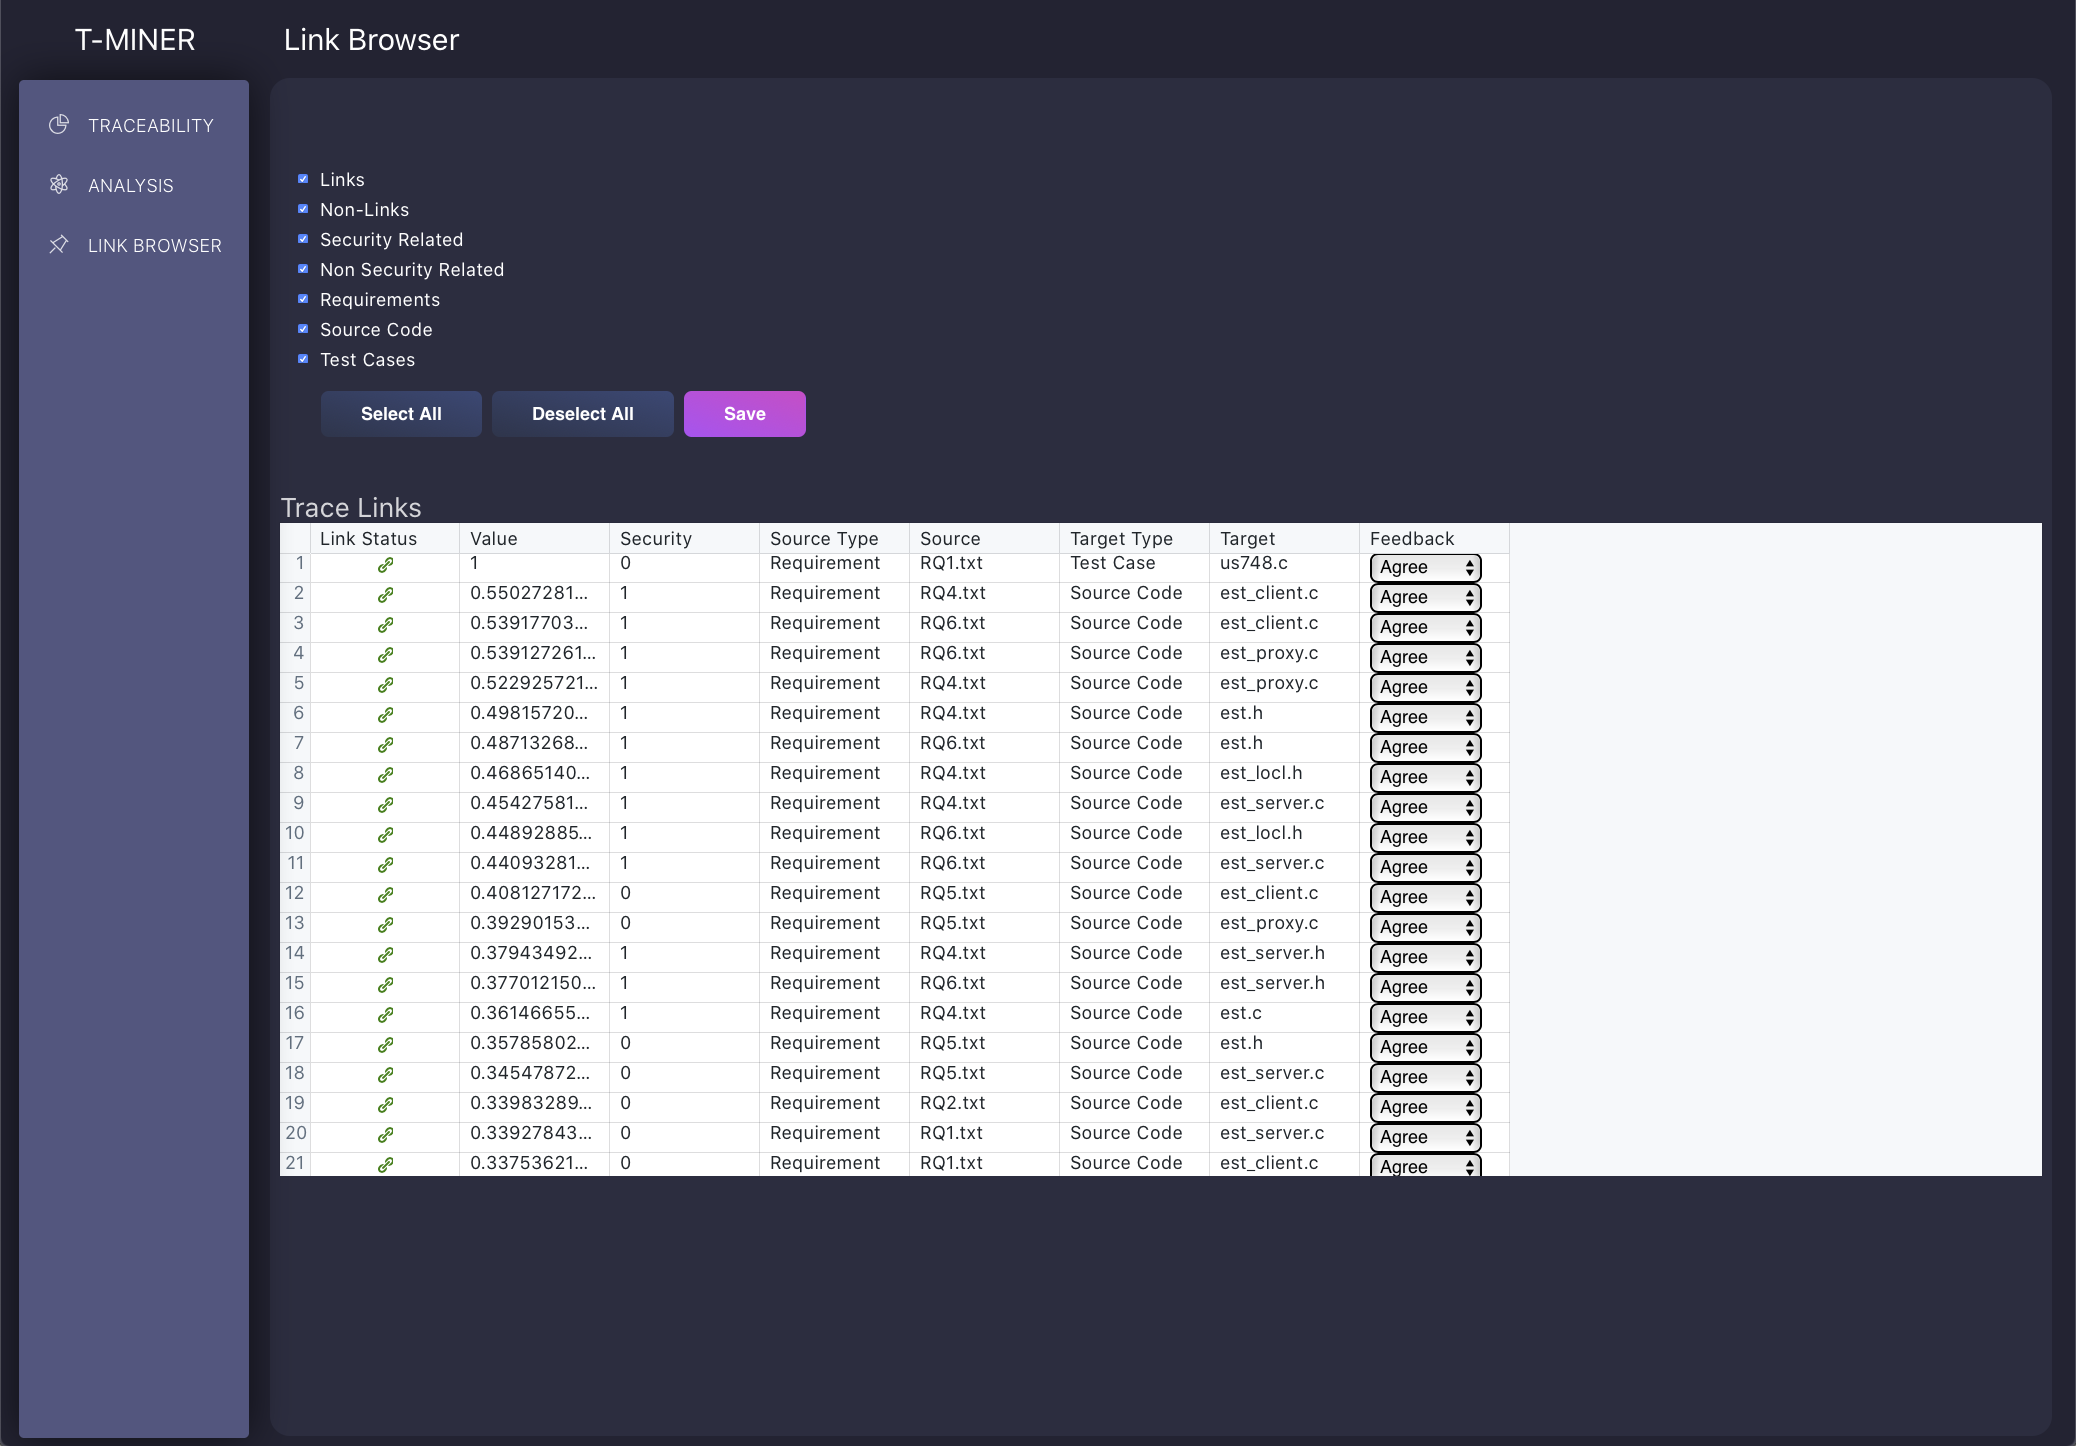 T-MINER
Link Browser
TRACEABILITY
ANALYSIS
LINK BROWSER
Links
Non-Links
Security Related
Non Security Related
Requirements
Source Code
Test Cases
Select All Deselect All Save
Trace Links
Link Status Value Security Source Type Source Target Type Target Feedback
1 1 0 Requirement RQ1.txt Test Case us748.c Agree
2 0.55027281... 1 Requirement RQ4.txt Source Code est_client.c Agree
3 0.53917703... 1 Requirement RQ6.txt Source Code est_client.c Agree
4 0.539127261... 1 Requirement RQ6.txt Source Code est_proxy.c Agree
5 0.522925721... 1 Requirement RQ4.txt Source Code est_proxy.c Agree
6 0.49815720... 1 Requirement RQ4.txt Source Code est.h Agree
7 0.48713268... 1 Requirement RQ6.txt Source Code est.h Agree
8 0.46865140... 1 Requirement RQ4.txt Source Code est_locl.h Agree
9 0.45427581... 1 Requirement RQ4.txt Source Code est_server.c Agree
10 0.44892885... 1 Requirement RQ6.txt Source Code est_locl.h Agree
11 0.44093281... 1 Requirement RQ6.txt Source Code est_server.c Agree
12 0.408127172... 0 Requirement RQ5.txt Source Code est_client.c Agree
13 0.39290153... 0 Requirement RQ5.txt Source Code est_proxy.c Agree
14 0.37943492... 1 Requirement RQ4.txt Source Code est_server.h Agree
15 0.377012150... 1 Requirement RQ6.txt Source Code est_server.h Agree
16 0.36146655... 1 Requirement RQ4.txt Source Code est.c Agree
17 0.35785802... 0 Requirement RQ5.txt Source Code est.h Agree
18 0.34547872... 0 Requirement RQ5.txt Source Code est_server.c Agree
19 0.33983289... 0 Requirement RQ2.txt Source Code est_client.c Agree
20 0.33927843... 0 Requirement RQ1.txt Source Code est_server.c Agree
21 0.33753621... 0 Requirement RQ1.txt Source Code est_client.c Agree